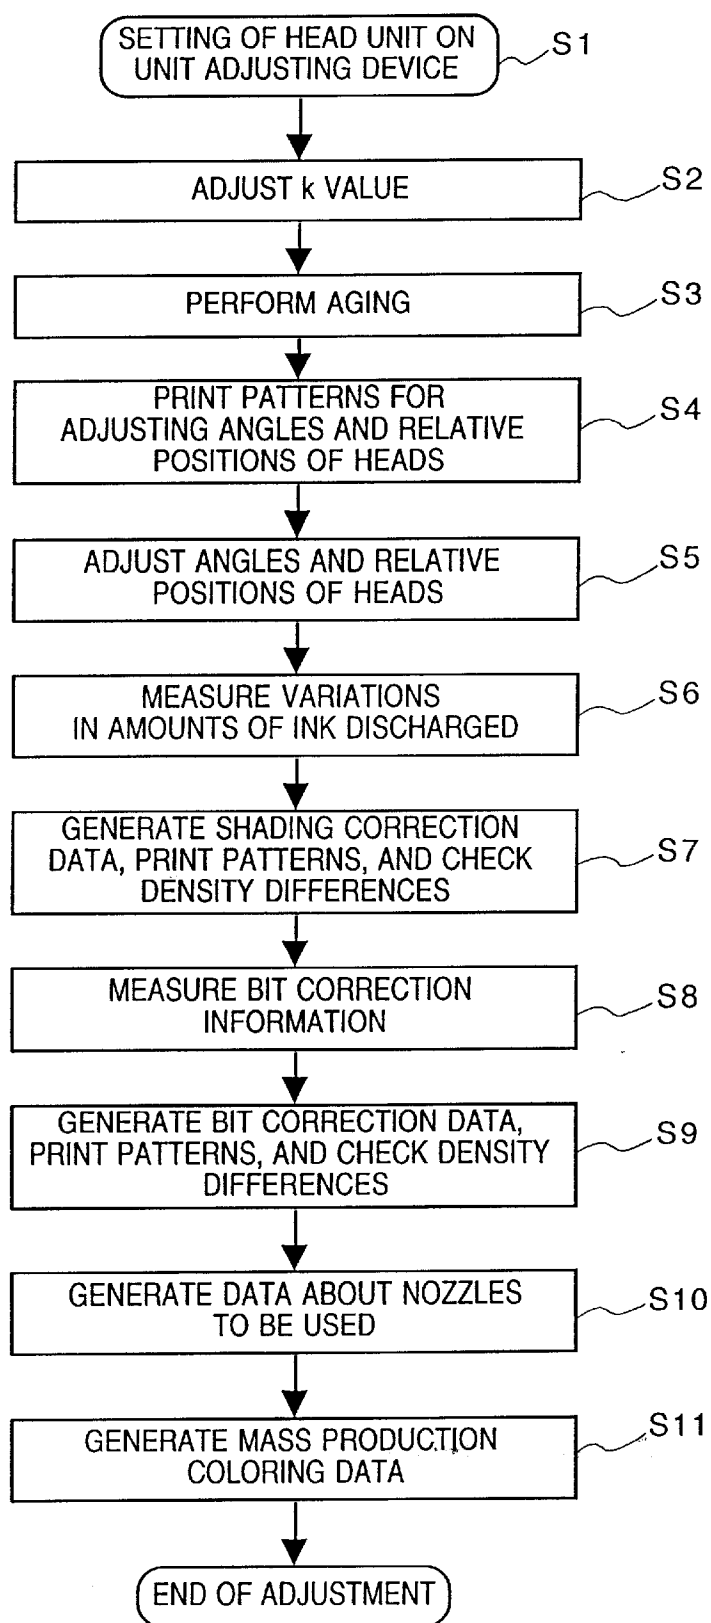 SETTING OF HEAD UNIT ON
UNIT ADJUSTING DEVICE
S1
ADJUST k VALUE
S2
PERFORM AGING
S3
PRINT PATTERNS FOR
ADJUSTING ANGLES AND RELATIVE
POSITIONS OF HEADS
S4
ADJUST ANGLES AND RELATIVE
POSITIONS OF HEADS
S5
MEASURE VARIATIONS
IN AMOUNTS OF INK DISCHARGED
S6
GENERATE SHADING CORRECTION
DATA, PRINT PATTERNS, AND CHECK
DENSITY DIFFERENCES
S7
MEASURE BIT CORRECTION
INFORMATION
S8
GENERATE BIT CORRECTION DATA,
PRINT PATTERNS, AND CHECK DENSITY
DIFFERENCES
S9
GENERATE DATA ABOUT NOZZLES
TO BE USED
S10
GENERATE MASS PRODUCTION
COLORING DATA
S11
END OF ADJUSTMENT